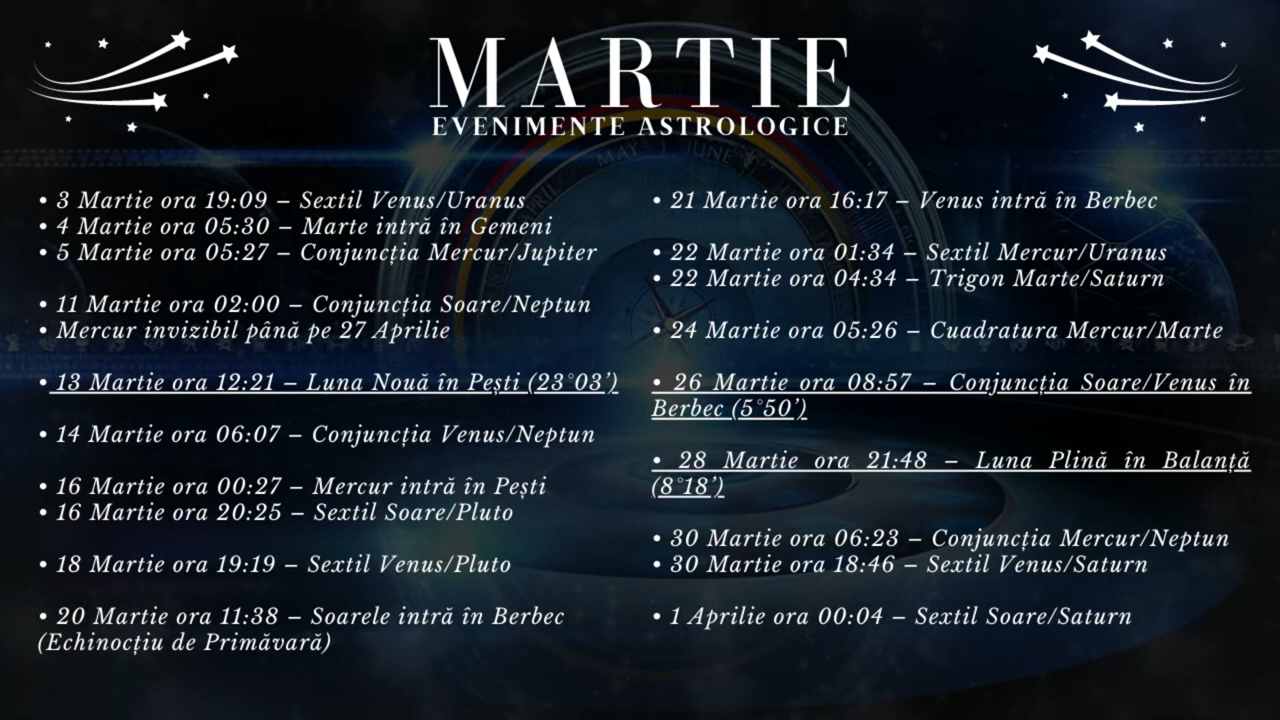 MARTIE
EVENIMENTE ASTROLOGICE
MAY
JUNE
APRIL
• 3 Martie ora 19:09 – Sextil Venus/Uranus
• 4 Martie ora 05:30 – Marte intră în Gemeni
• 5 Martie ora 05:27 – Conjuncția Mercur/Jupiter
• 11 Martie ora 02:00 – Conjuncția Soare/Neptun
• Mercur invizibil până pe 27 Aprilie
• 13 Martie ora 12:21 – Luna Nouă în Pești (23°03’)
• 14 Martie ora 06:07 – Conjuncția Venus/Neptun
• 16 Martie ora 00:27 – Mercur intră în Pești
• 16 Martie ora 20:25 – Sextil Soare/Pluto
• 18 Martie ora 19:19 – Sextil Venus/Pluto
• 20 Martie ora 11:38 – Soarele intră în Berbec
(Echinocțiu de Primăvară)
• 21 Martie ora 16:17 – Venus intră în Berbec
• 22 Martie ora 01:34 – Sextil Mercur/Uranus
• 22 Martie ora 04:34 – Trigon Marte/Saturn
• 24 Martie ora 05:26 – Cuadratura Mercur/Marte
• 26 Martie ora 08:57 – Conjuncția Soare/Venus în
Berbec (5°50’)
• 28 Martie ora 21:48 – Luna Plină în Balanță
(8°18’)
• 30 Martie ora 06:23 – Conjuncția Mercur/Neptun
• 30 Martie ora 18:46 – Sextil Venus/Saturn
• 1 Aprilie ora 00:04 – Sextil Soare/Saturn